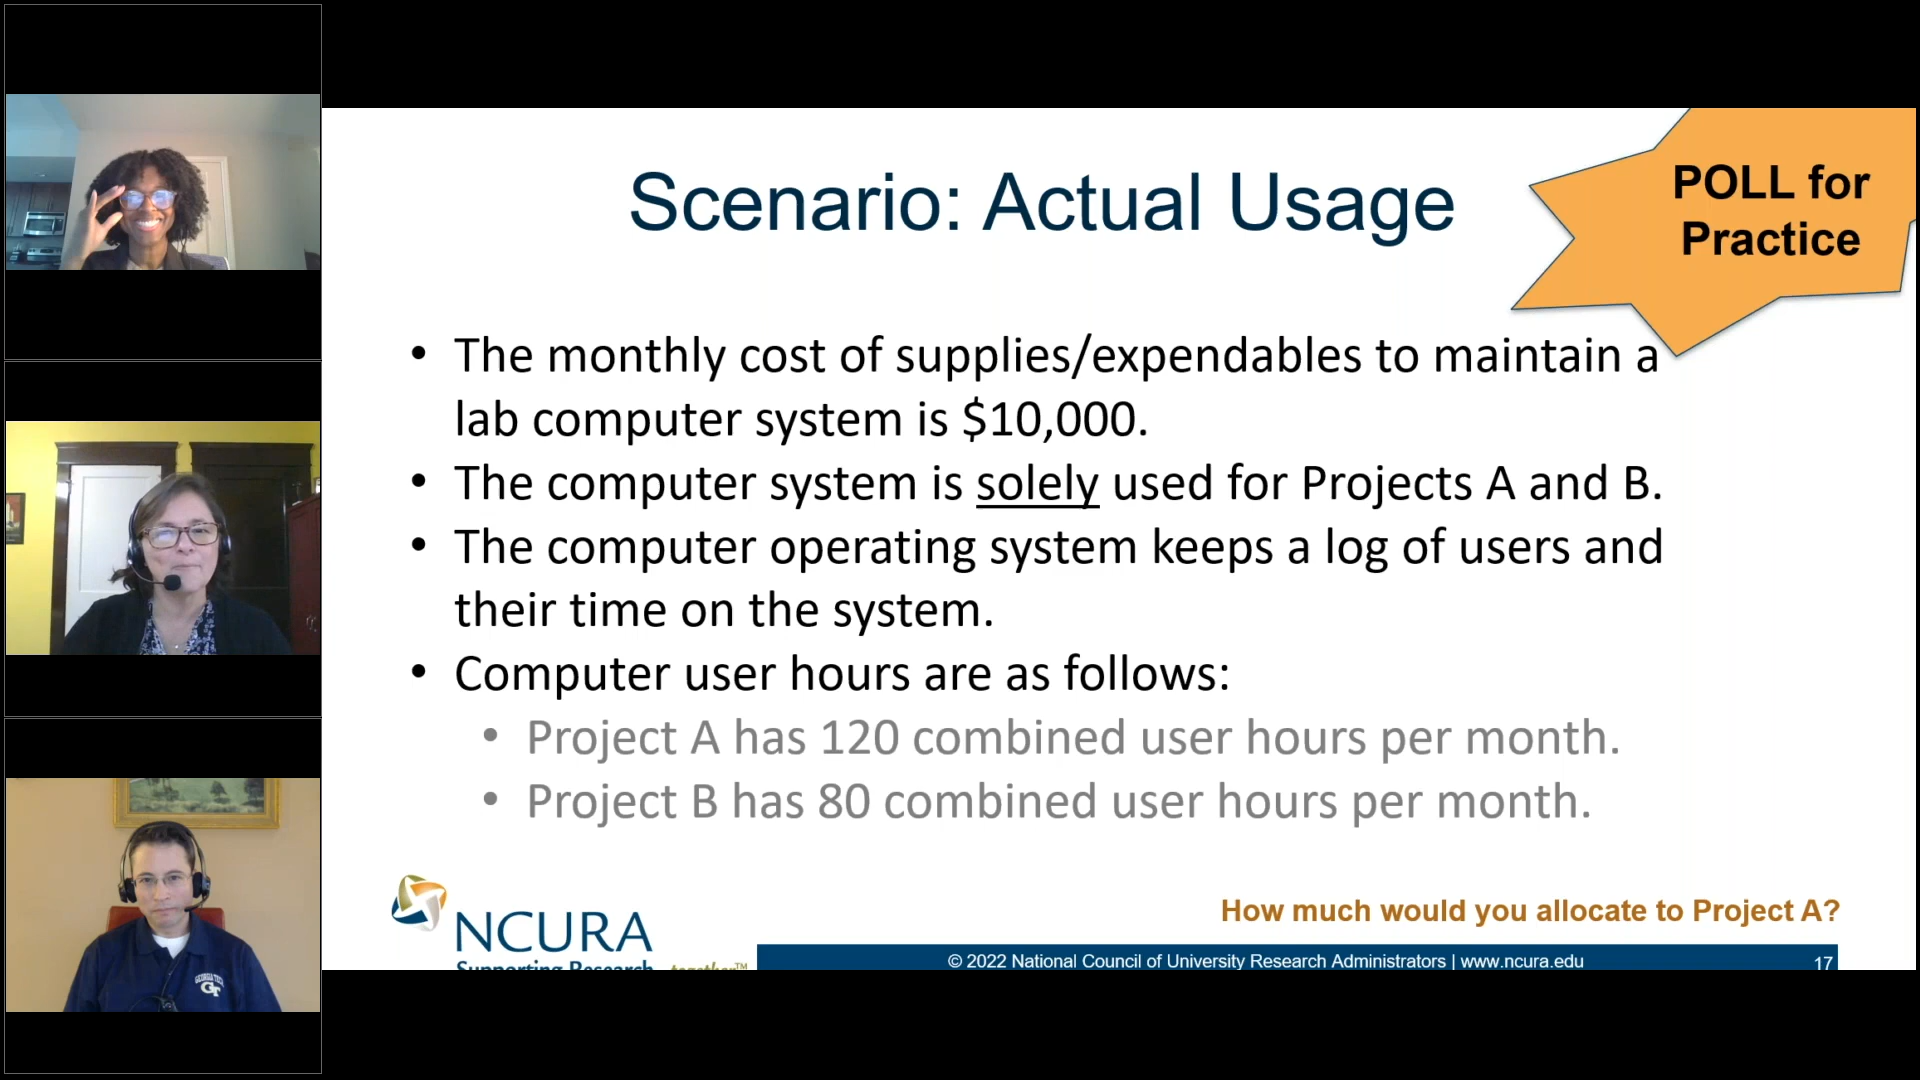 Scenario: Actual Usage
POLL for
Practice
• The monthly cost of supplies/expendables to maintain a
lab computer system is $10,000.
• The computer system is solely used for Projects A and B.
• The computer operating system keeps a log of users and
their time on the system.
• Computer user hours are as follows:
• Project A has 120 combined user hours per month.
• Project B has 80 combined user hours per month.
How much would you allocate to Project A?
NCURA
Supporting Research...together™
© 2022 National Council of University Research Administrators | www.ncura.edu
17
GEORGIA TECH
GT